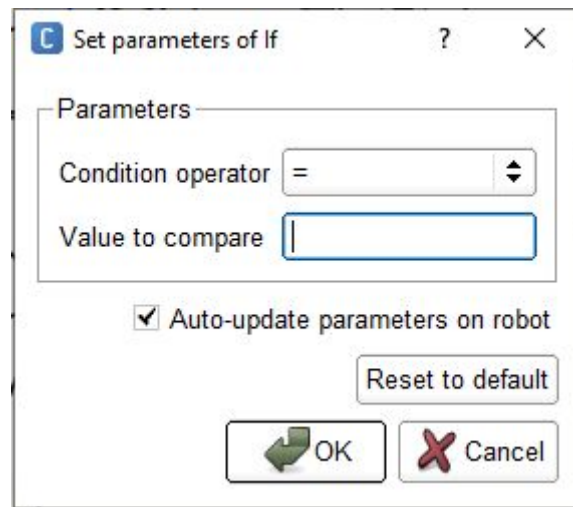 C Set parameters of If ?
Parameters
Condition operator =
Value to compare
Auto-update parameters on robot
Reset to default
OK Cancel